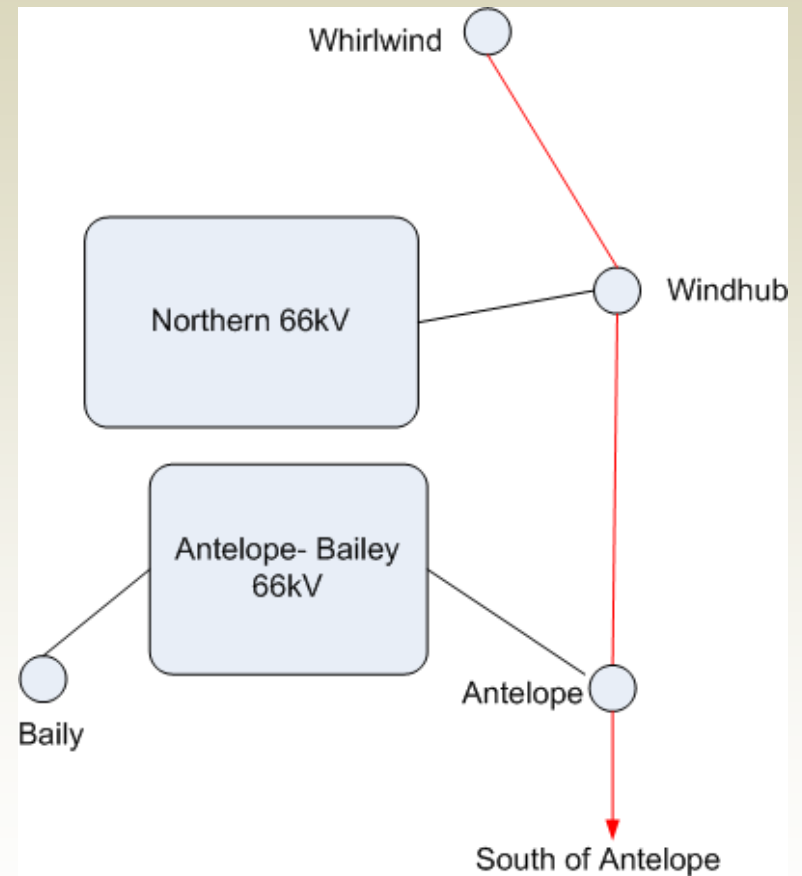 Whirlwind
Windhub
Northern 66kV
Antelope- Bailey
66kV
Antelope
Baily
South of Antelope